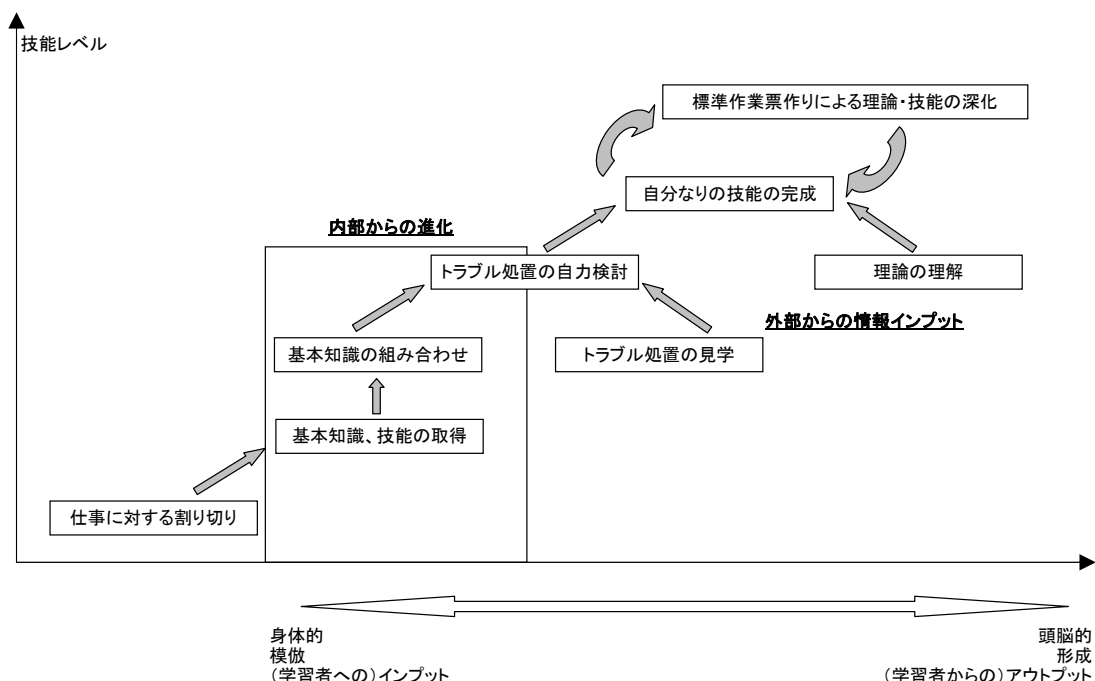 技能レベル
標準作業票作りによる理論・技能の深化
自分なりの技能の完成
内部からの進化
トラブル処置の自力検討
理論の理解
外部からの情報インプット
基本知識の組み合わせ
トラブル処置の見学
基本知識、技能の取得
仕事に対する割り切り
身体的
模倣
(学習者への)インプット
頭脳的
形成
(学習者からの)アウトプット